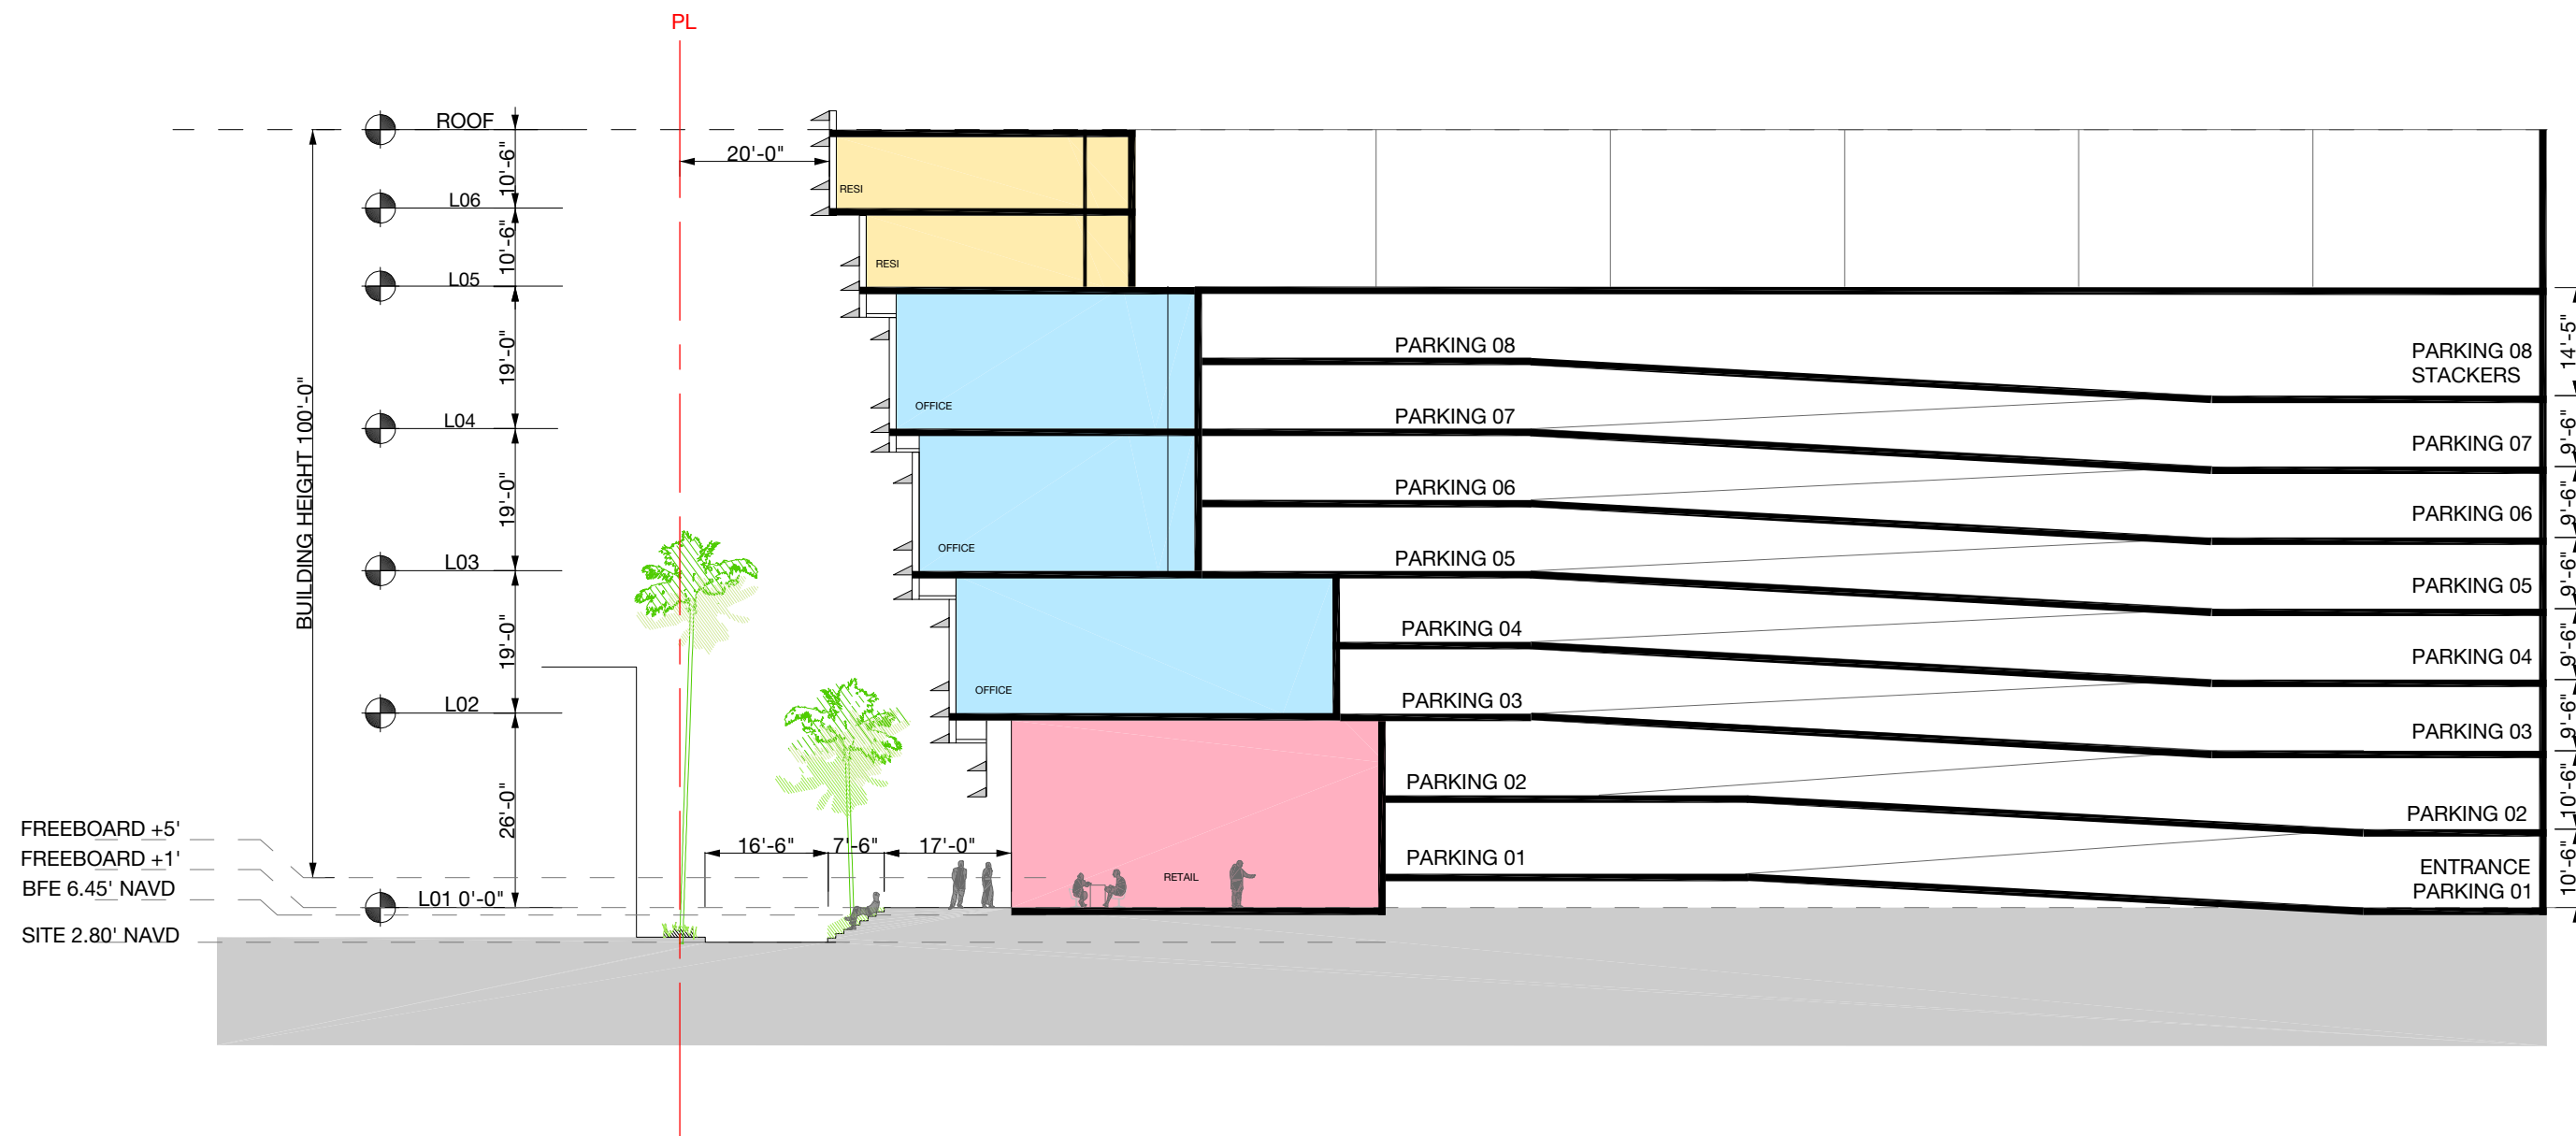 PL
ROOF
10'-6"
20'-0"
RESI
L06
10'-6"
RESI
L05
19'-0"
14'-5"
PARKING 08
PARKING 08
STACKERS
BUILDING HEIGHT 100'-0"
OFFICE
L04
PARKING 07
9'-6"
PARKING 07
19'-0"
PARKING 06
9'-6"
PARKING 06
OFFICE
L03
PARKING 05
9'-6"
PARKING 05
19'-0"
PARKING 04
9'-6"
PARKING 04
OFFICE
L02
PARKING 03
9'-6"
PARKING 03
26'-0"
PARKING 02
10'-6"
PARKING 02
FREEBOARD +5'
16'-6"
7'-6"
17'-0"
FREEBOARD +1'
PARKING 01
10'-6"
ENTRANCE
PARKING 01
BFE 6.45' NAVD
RETAIL
L01 0'-0"
SITE 2.80' NAVD